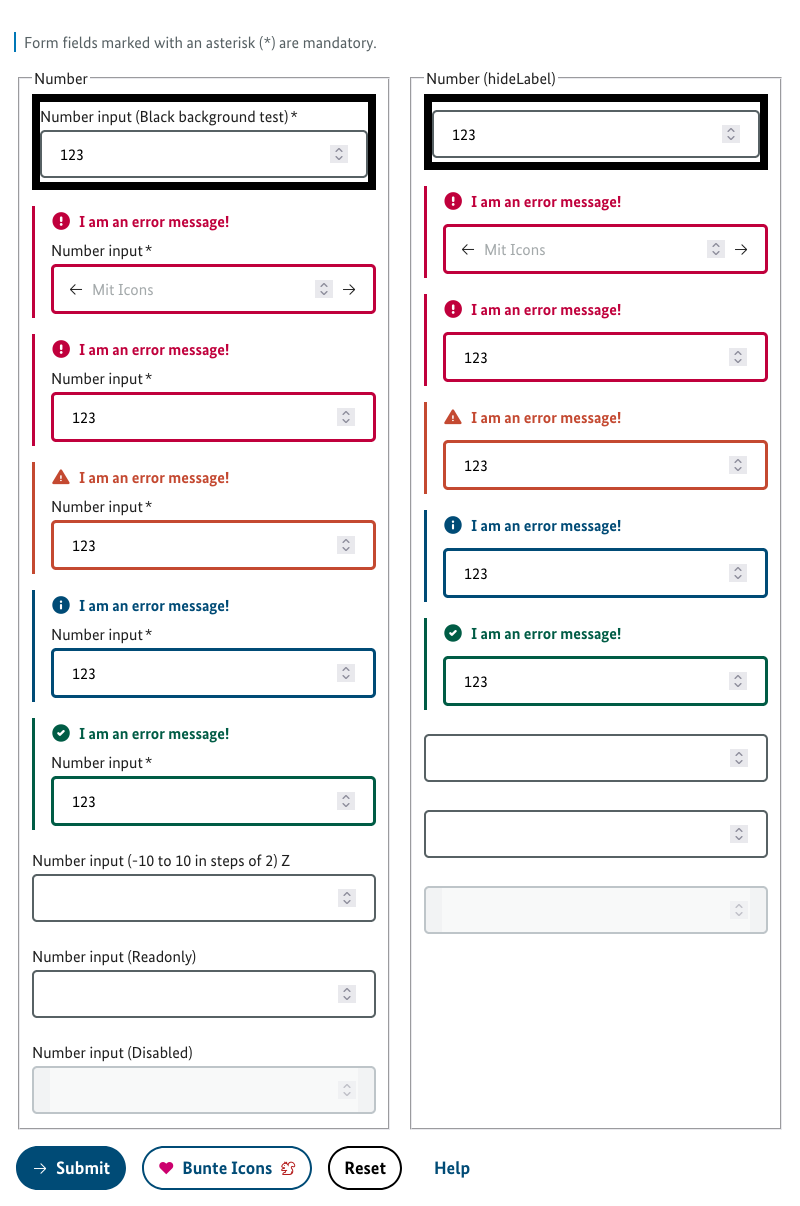 Form fields marked with an asterisk (*) are mandatory.
Number
Number input (Black background test) *
123
I am an error message!
Number input *
Mit Icons
I am an error message!
Number input *
123
I am an error message!
Number input *
123
I am an error message!
Number input *
123
I am an error message!
Number input *
123
Number input (-10 to 10 in steps of 2) Z
Number input (Readonly)
Number input (Disabled)
Number (hideLabel)
123
I am an error message!
Mit Icons
I am an error message!
123
I am an error message!
123
I am an error message!
123
I am an error message!
123
Submit
Bunte Icons
Reset
Help